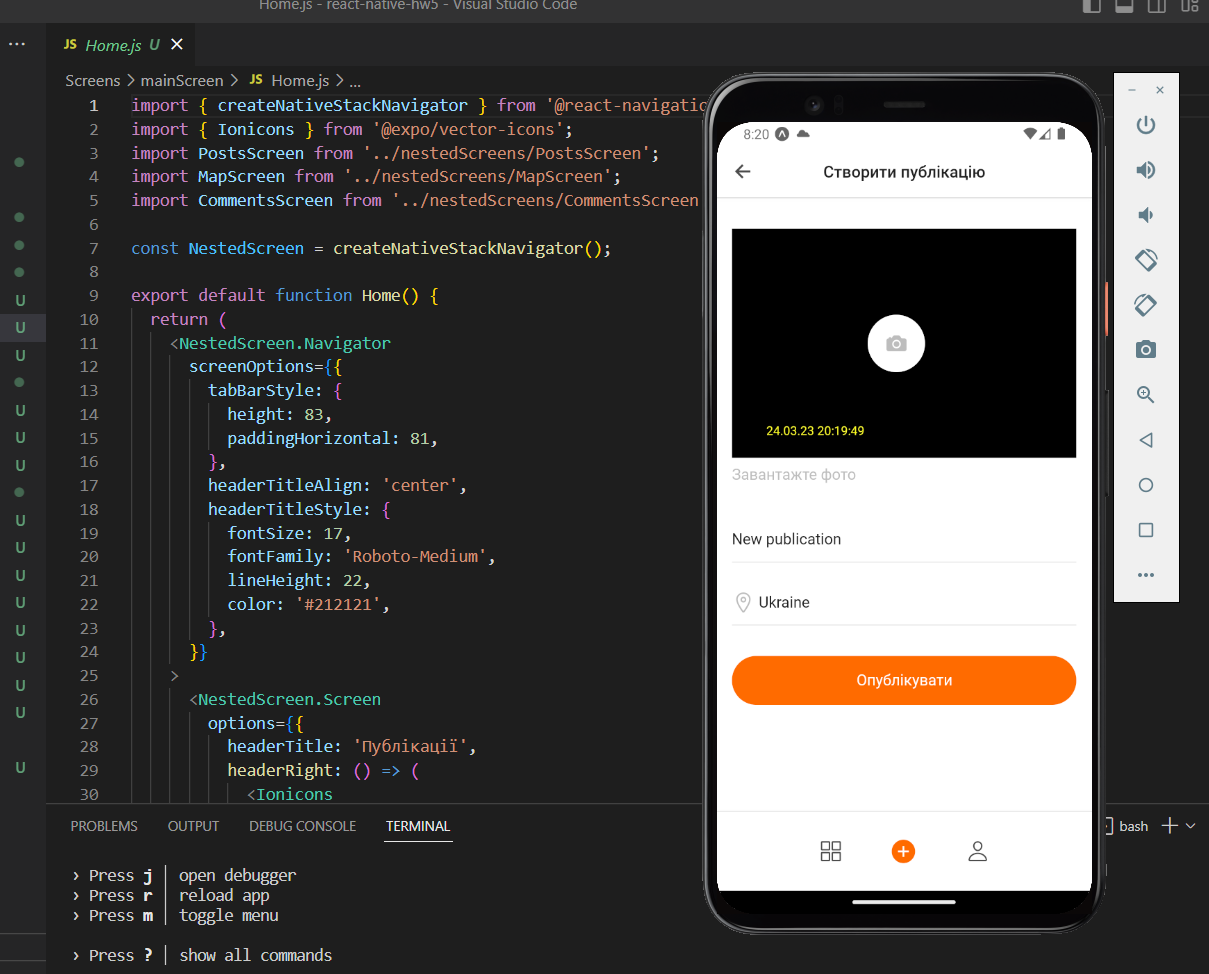 Home.js - react-native-hw5 - Visual Studio Code
JS Home.js U
Screens > mainScreen > JS Home.js > ...
1 import { createNativeStackNavigator } from '@react-navigatio
2 import { Ionicons } from '@expo/vector-icons';
3 import PostsScreen from '../nestedScreens/PostsScreen';
4 import MapScreen from '../nestedScreens/MapScreen';
5 import CommentsScreen from '../nestedScreens/CommentsScreen
6
7 const NestedScreen = createNativeStackNavigator();
8
9 export default function Home() {
10 return (
11 <NestedScreen.Navigator
12 screenOptions={{
13 tabBarStyle: {
14 height: 83,
15 paddingHorizontal: 81,
16 },
17 headerTitleAlign: 'center',
18 headerTitleStyle: {
19 fontSize: 17,
20 fontFamily: 'Roboto-Medium',
21 lineHeight: 22,
22 color: '#212121',
23 },
24 }}
25 >
26 <NestedScreen.Screen
27 options={{
28 headerTitle: 'Публікації',
29 headerRight: () => (
30 <Ionicons
U
U
U
U
U
U
U
U
U
U
U
U
U
U
PROBLEMS OUTPUT DEBUG CONSOLE TERMINAL
bash
› Press j │ open debugger
› Press r │ reload app
› Press m │ toggle menu
› Press ? │ show all commands
8:20
Створити публікацію
24.03.23 20:19:49
Завантажте фото
New publication
Ukraine
Опублікувати